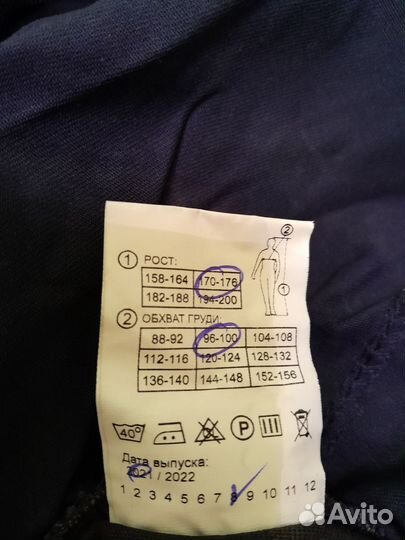 ② 
① РОСТ:
158-164 170-176
182-188 194-200
①
② ОБХВАТ ГРУДИ:
88-92 96-100 104-108
112-116 120-124 128-132
136-140 144-148 152-156
40° P
Дата выпуска:
2021 / 2022
1 2 3 4 5 6 7 8 9 10 11 12
Avito